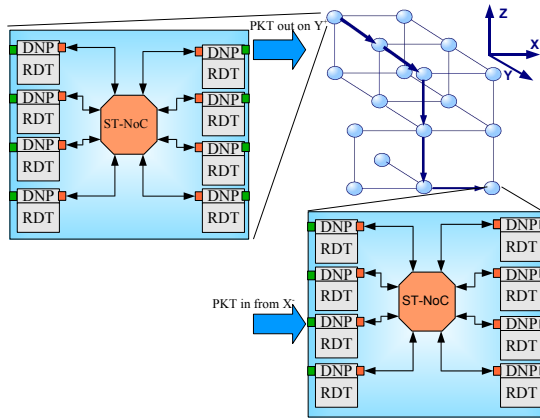 PKT out on Y-
Z
X
Y
DNP DNP
RDT RDT
DNP DNP
RDT RDT
ST-NoC
DNP DNP
RDT RDT
DNP DNP
RDT RDT
PKT in from X-
DNP DNP
RDT RDT
DNP DNP
RDT RDT
ST-NoC
DNP DNP
RDT RDT
DNP DNP
RDT RDT